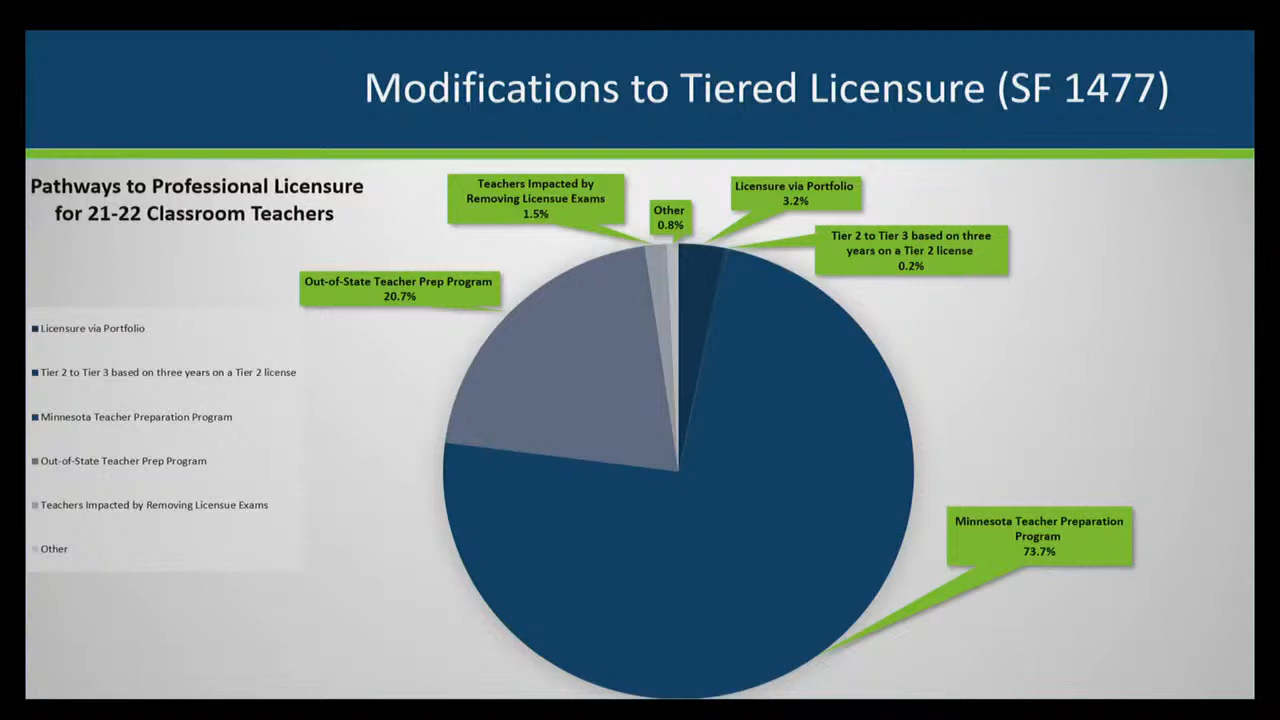 Modifications to Tiered Licensure (SF 1477)
Pathways to Professional Licensure
for 21-22 Classroom Teachers
Teachers Impacted by
Removing Licensue Exams
1.5%
Other
0.8%
Licensure via Portfolio
3.2%
Tier 2 to Tier 3 based on three
years on a Tier 2 license
0.2%
Out-of-State Teacher Prep Program
20.7%
Licensure via Portfolio
Tier 2 to Tier 3 based on three years on a Tier 2 license
Minnesota Teacher Preparation Program
Out-of-State Teacher Prep Program
Teachers Impacted by Removing Licensue Exams
Other
Minnesota Teacher Preparation
Program
73.7%